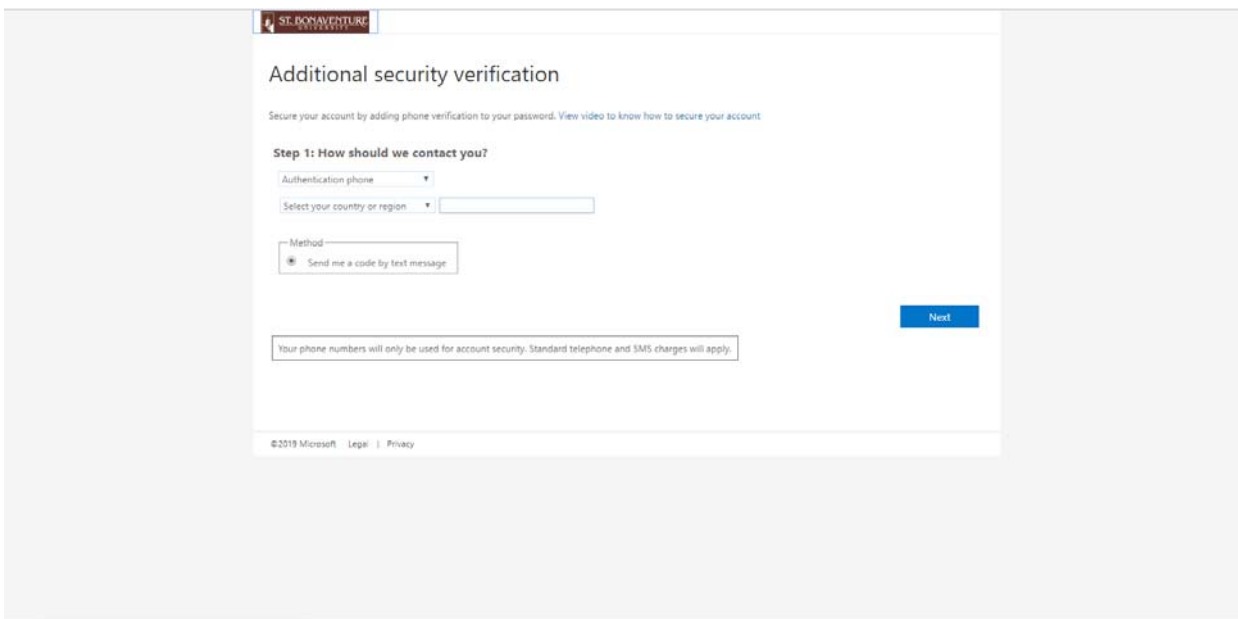 ST. BONAVENTURE
UNIVERSITY
Additional security verification
Secure your account by adding phone verification to your password. View video to know how to secure your account
Step 1: How should we contact you?
Authentication phone
Select your country or region
Method
Send me a code by text message
Next
Your phone numbers will only be used for account security. Standard telephone and SMS charges will apply.
©2019 Microsoft Legal | Privacy